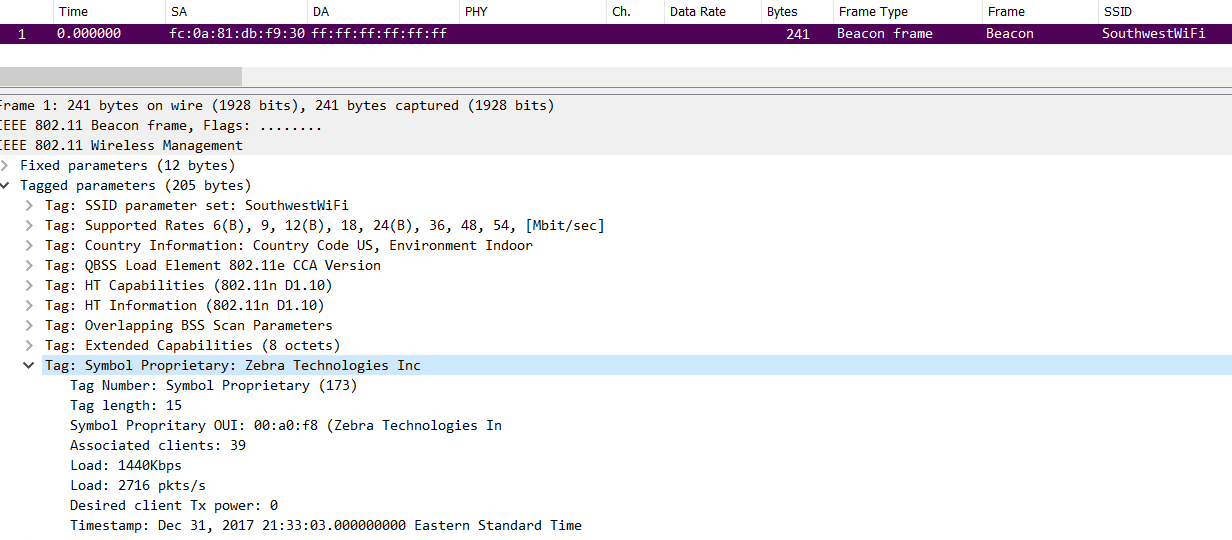 Time SA DA PHY Ch. Data Rate Bytes Frame Type Frame SSID
1 0.000000 fc:0a:81:db:f9:30 ff:ff:ff:ff:ff:ff 241 Beacon frame Beacon SouthwestWiFi
Frame 1: 241 bytes on wire (1928 bits), 241 bytes captured (1928 bits)
IEEE 802.11 Beacon frame, Flags: ........
IEEE 802.11 Wireless Management
Fixed parameters (12 bytes)
Tagged parameters (205 bytes)
Tag: SSID parameter set: SouthwestWiFi
Tag: Supported Rates 6(B), 9, 12(B), 18, 24(B), 36, 48, 54, [Mbit/sec]
Tag: Country Information: Country Code US, Environment Indoor
Tag: QBSS Load Element 802.11e CCA Version
Tag: HT Capabilities (802.11n D1.10)
Tag: HT Information (802.11n D1.10)
Tag: Overlapping BSS Scan Parameters
Tag: Extended Capabilities (8 octets)
Tag: Symbol Proprietary: Zebra Technologies Inc
Tag Number: Symbol Proprietary (173)
Tag length: 15
Symbol Propritary OUI: 00:a0:f8 (Zebra Technologies In
Associated clients: 39
Load: 1440Kbps
Load: 2716 pkts/s
Desired client Tx power: 0
Timestamp: Dec 31, 2017 21:33:03.000000000 Eastern Standard Time